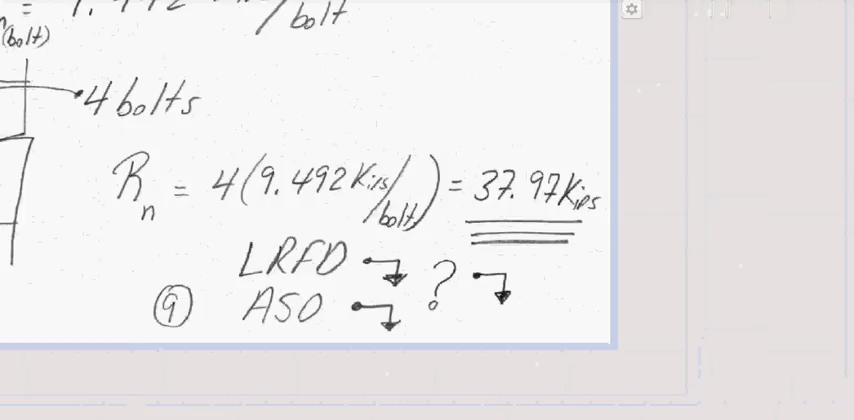 /bolt
(bolt)
4 bolts
Rn = 4(9.492 Kips/bolt) = 37.97 Kips
LRFD ?
9 ASD